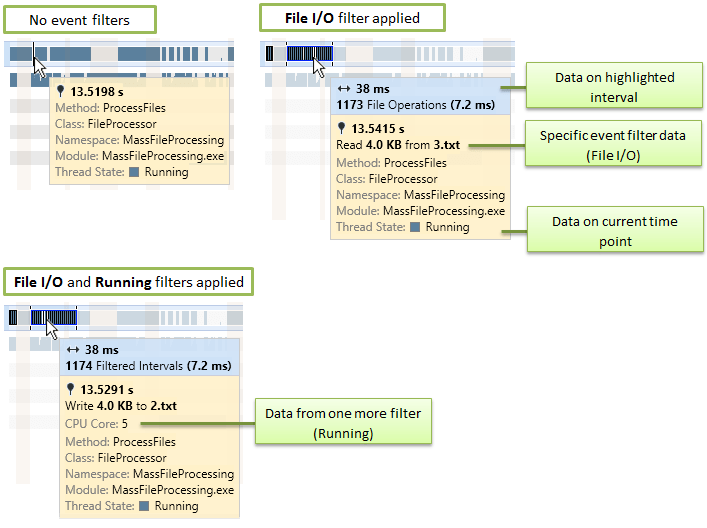 No event filters
13.5198 s
Method: ProcessFiles
Class: FileProcessor
Namespace: MassFileProcessing
Module: MassFileProcessing.exe
Thread State: Running
File I/O filter applied
38 ms
1173 File Operations (7.2 ms)
13.5415 s
Read 4.0 KB from 3.txt
Method: ProcessFiles
Class: FileProcessor
Namespace: MassFileProcessing
Module: MassFileProcessing.exe
Thread State: Running
Data on highlighted
interval
Specific event filter data
(File I/O)
Data on current time
point
File I/O and Running filters applied
38 ms
1174 Filtered Intervals (7.2 ms)
13.5291 s
Write 4.0 KB to 2.txt
CPU Core: 5
Method: ProcessFiles
Class: FileProcessor
Namespace: MassFileProcessing
Module: MassFileProcessing.exe
Thread State: Running
Data from one more filter
(Running)